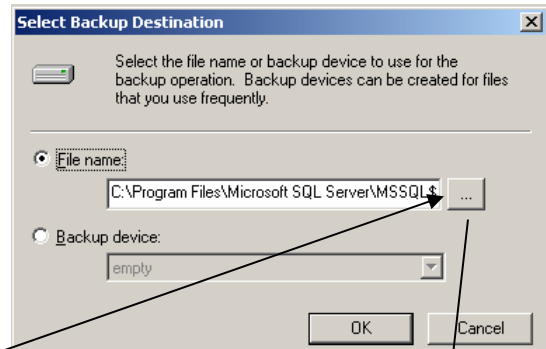 Select Backup Destination
Select the file name or backup device to use for the
backup operation. Backup devices can be created for files
that you use frequently.
File name:
C:\Program Files\Microsoft SQL Server\MSSQL$
...
Backup device:
empty
OK
Cancel